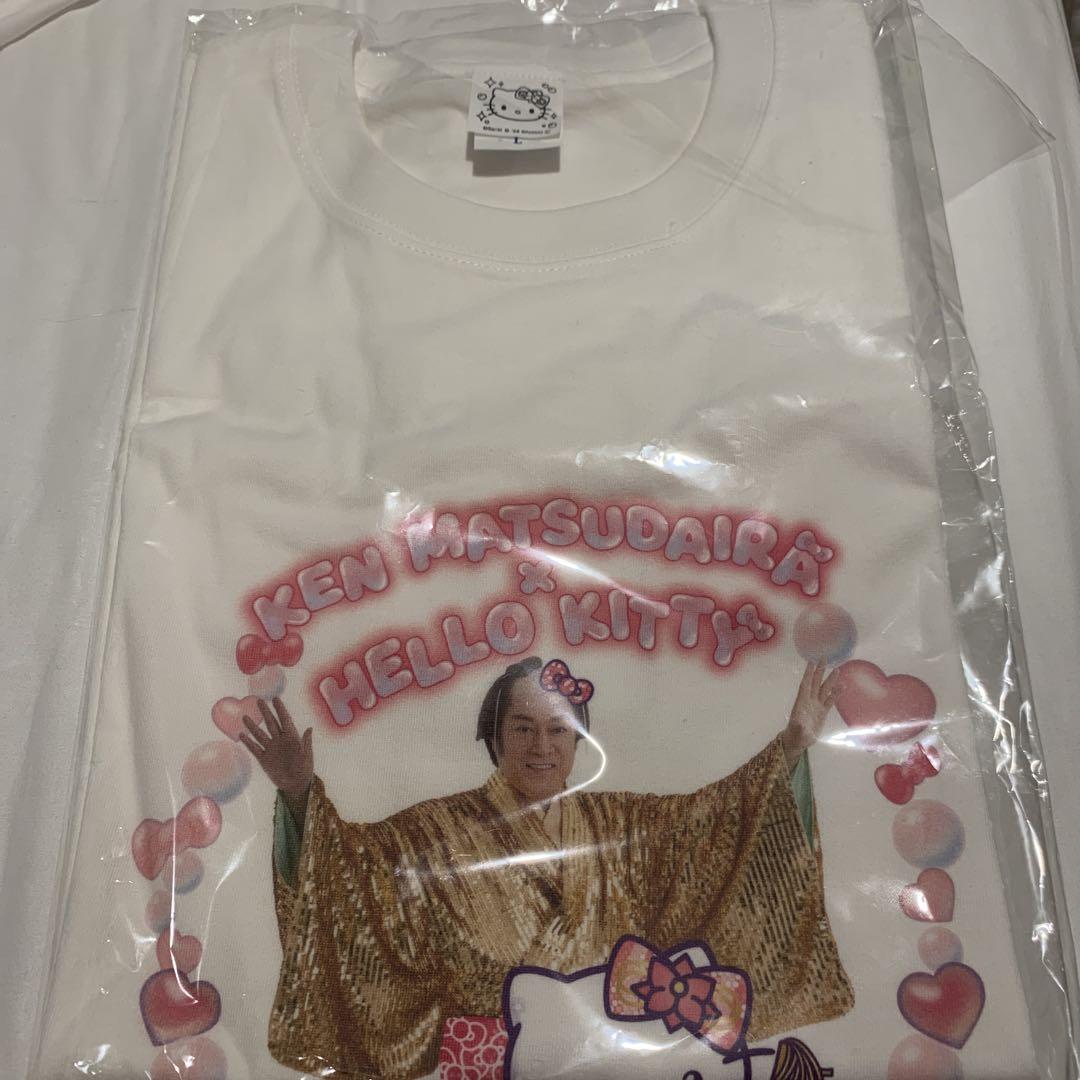 L
KEN MATSUDAIRA
×
HELLO KITTY